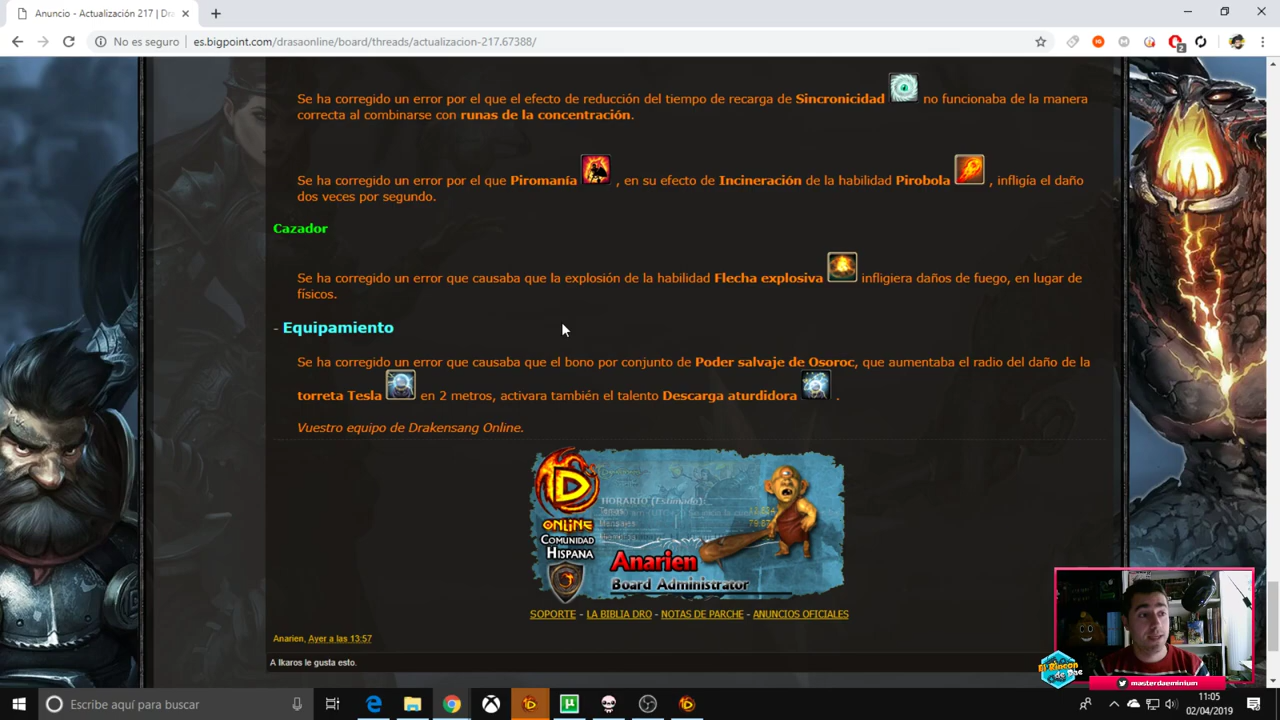 Anuncio - Actualización 217 | Dra
No es seguro | es.bigpoint.com/drasaonline/board/threads/actualizacion-217.67388/
Se ha corregido un error por el que el efecto de reducción del tiempo de recarga de Sincronicidad no funcionaba de la manera
correcta al combinarse con runas de la concentración.
Se ha corregido un error por el que Piromanía , en su efecto de Incineración de la habilidad Pirobola , infligía el daño
dos veces por segundo.
Cazador
Se ha corregido un error que causaba que la explosión de la habilidad Flecha explosiva infligiera daños de fuego, en lugar de
físicos.
- Equipamiento
Se ha corregido un error que causaba que el bono por conjunto de Poder salvaje de Osoroc, que aumentaba el radio del daño de la
torreta Tesla en 2 metros, activara también el talento Descarga aturdidora .
Vuestro equipo de Drakensang Online.
HORARIO (Estimado):
Temas
Mensajes
ONLINE
COMUNIDAD
HISPANA
Anarien
Board Administrator
SOPORTE - LA BIBLIA DRO - NOTAS DE PARCHE - ANUNCIOS OFICIALES
Anarien, Ayer a las 13:57
A Ikaros le gusta esto.
El Rincón
de Dae
masterdaeminium
Escribe aquí para buscar
11:05
02/04/2019